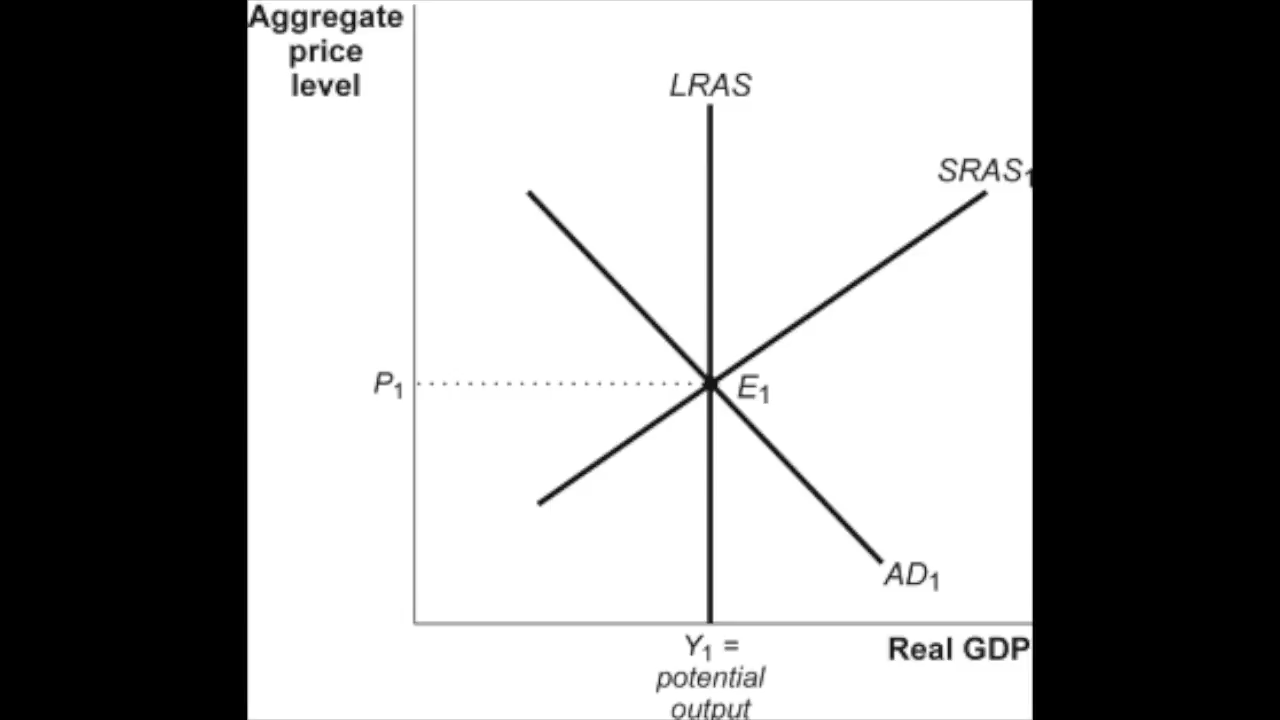 Aggregate
price
level
LRAS
SRAS₁
P₁
E₁
AD₁
Y₁ =
potential
output
Real GDP